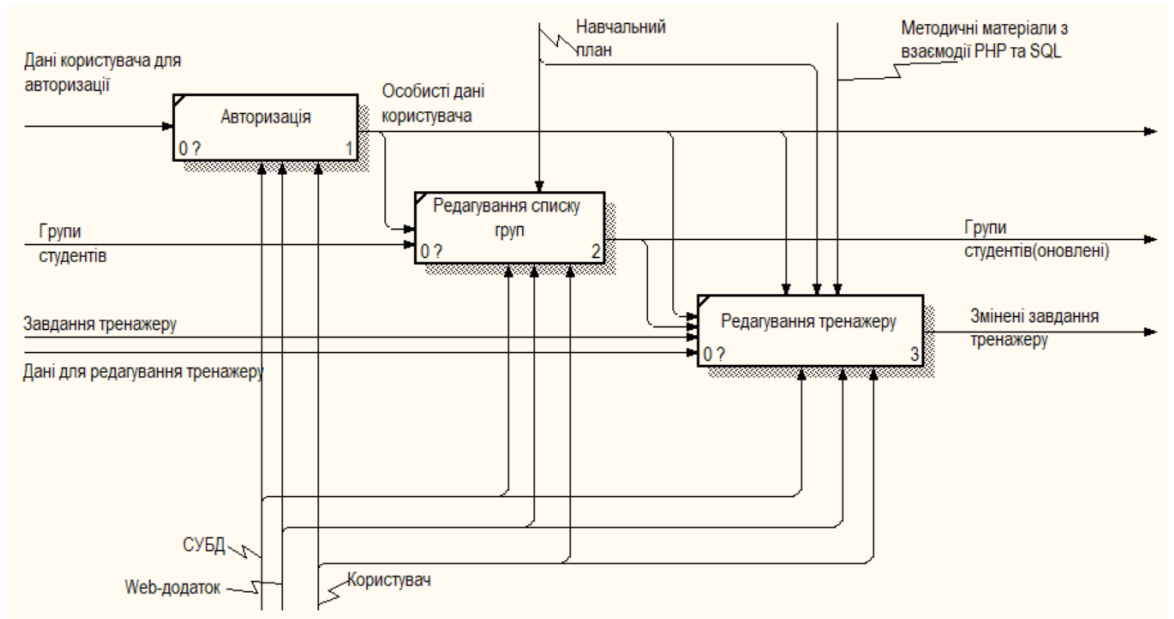 Навчальний
план
Методичні матеріали з
взаємодії PHP та SQL
Дані користувача для
авторизації
Особисті дані
користувача
Авторизація
0 ?
1
Редагування списку
груп
0 ?
2
Групи
студентів
Групи
студентів(оновлені)
Завдання тренажеру
Редагування тренажеру
0 ?
3
Змінені завдання
тренажеру
Дані для редагування тренажеру
СУБД
Web-додаток
Користувач